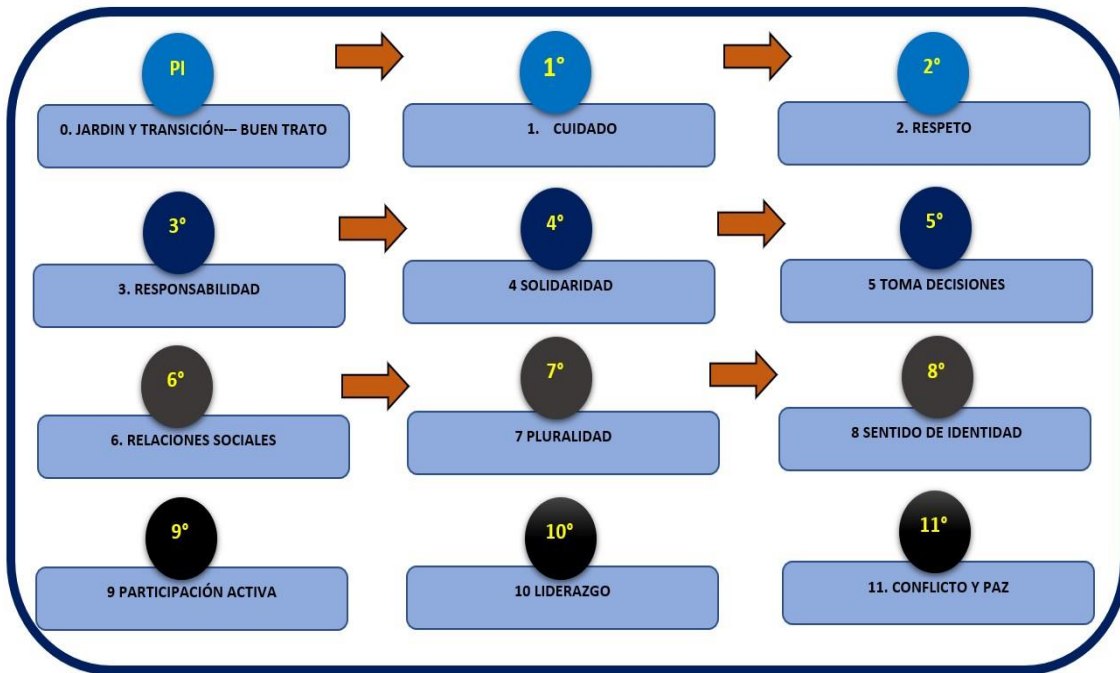 PI
1°
2°
0. JARDIN Y TRANSICIÓN-– BUEN TRATO
1. CUIDADO
2. RESPETO
3°
4°
5°
3. RESPONSABILIDAD
4 SOLIDARIDAD
5 TOMA DECISIONES
6°
7°
8°
6. RELACIONES SOCIALES
7 PLURALIDAD
8 SENTIDO DE IDENTIDAD
9°
10°
11°
9 PARTICIPACIÓN ACTIVA
10 LIDERAZGO
11. CONFLICTO Y PAZ